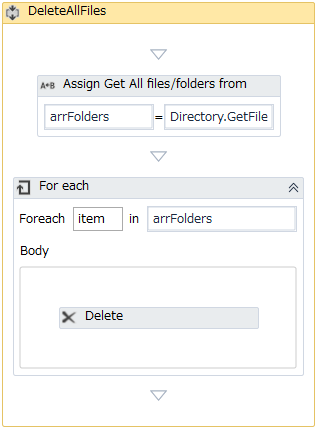 DeleteAllFiles
A+B Assign Get All files/folders from
arrFolders = Directory.GetFile
For each
Foreach item in arrFolders
Body
Delete